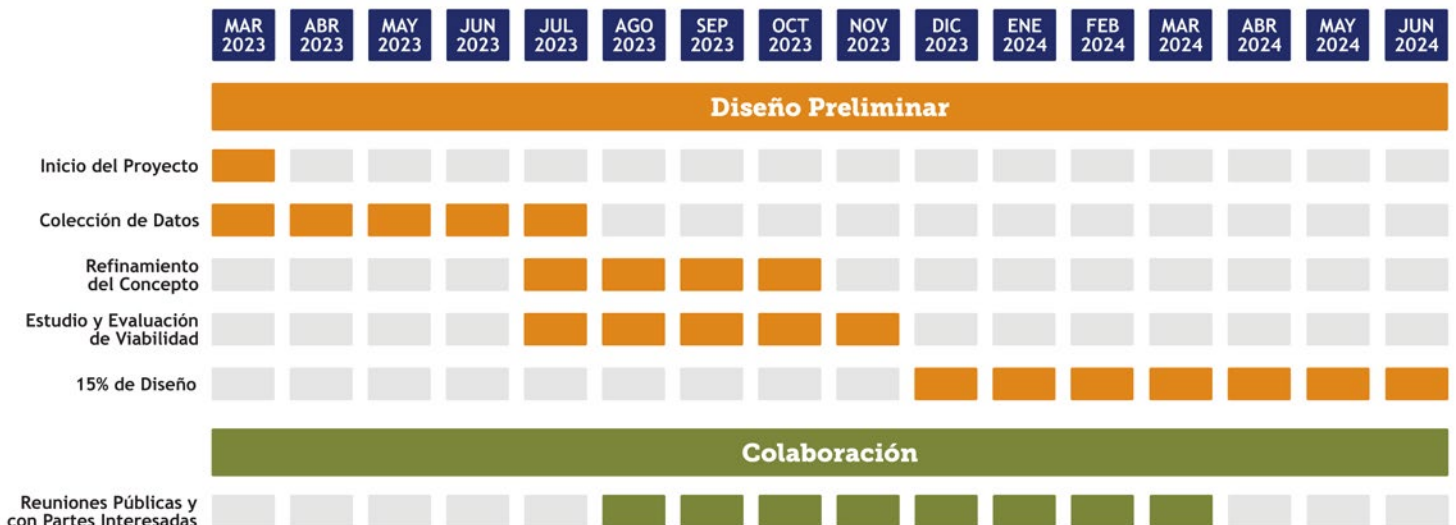 MAR ABR MAY JUN JUL AGO SEP OCT NOV DIC ENE FEB MAR ABR MAY JUN
2023 2023 2023 2023 2023 2023 2023 2023 2023 2023 2024 2024 2024 2024 2024 2024
Diseño Preliminar
Inicio del Proyecto
Colección de Datos
Refinamiento
del Concepto
Estudio y Evaluación
de Viabilidad
15% de Diseño
Colaboración
Reuniones Públicas y
con Partes Interesadas